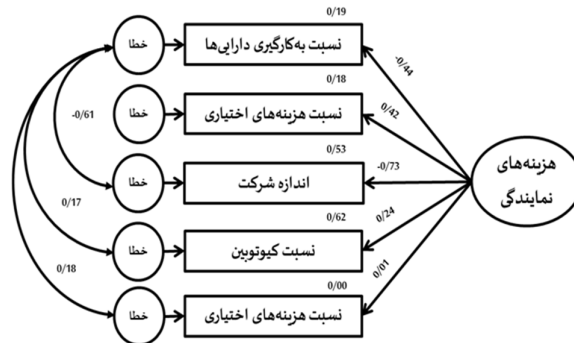 0/19
نسبت به‌کارگیری دارایی‌ها
خطا
-0/44
0/18
نسبت هزینه‌های اختیاری
خطا
-0/61
0/42
0/53
اندازه شرکت
خطا
-0/73
هزینه‌های
نمایندگی
0/62
نسبت کیوتوبین
خطا
0/17
0/24
0/00
نسبت هزینه‌های اختیاری
خطا
0/18
0/01